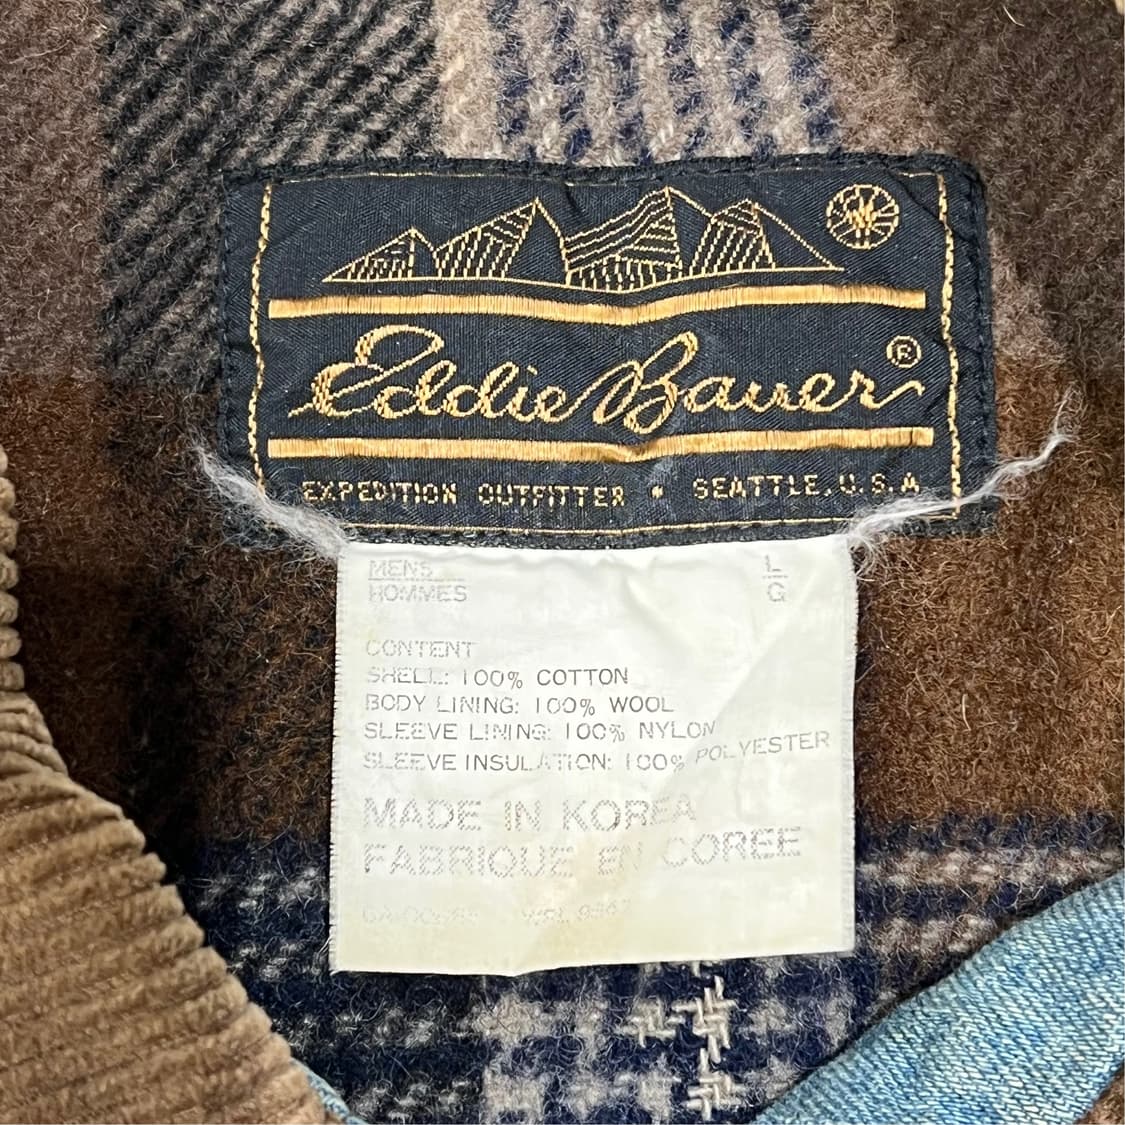 Eddie Bauer ®
EXPEDITION OUTFITTER • SEATTLE, U.S.A
MENS L
HOMMES G
CONTENT
SHELL: 100% COTTON
BODY LINING: 100% WOOL
SLEEVE LINING: 100% NYLON
SLEEVE INSULATION: 100% POLYESTER
MADE IN KOREA
FABRIQUE EN COREE